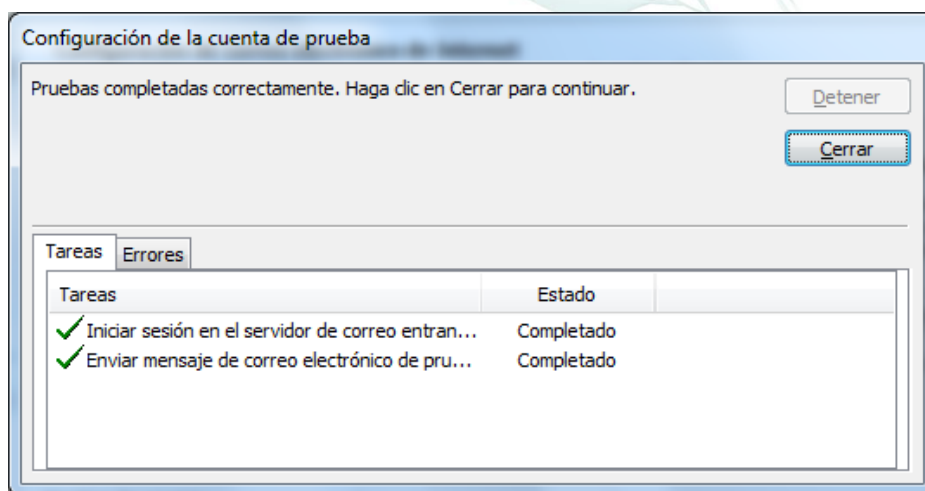 Configuración de la cuenta de prueba
Pruebas completadas correctamente. Haga clic en Cerrar para continuar.
Detener
Cerrar
Tareas Errores
Tareas Estado
Iniciar sesión en el servidor de correo entran... Completado
Enviar mensaje de correo electrónico de pru... Completado